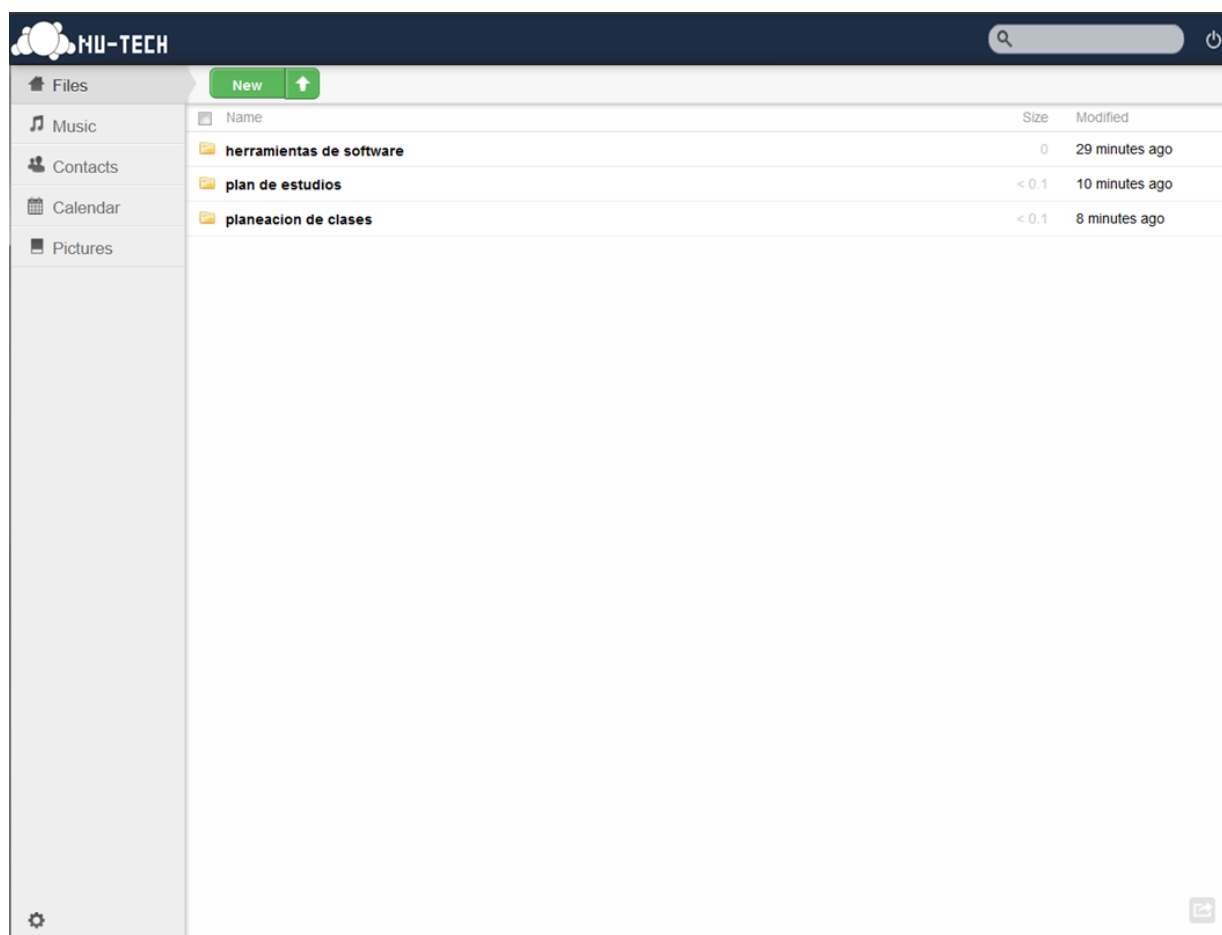 NU-TECH
Files
New
Music
Name Size Modified
herramientas de software 0 29 minutes ago
Contacts
plan de estudios < 0.1 10 minutes ago
Calendar
planeacion de clases < 0.1 8 minutes ago
Pictures